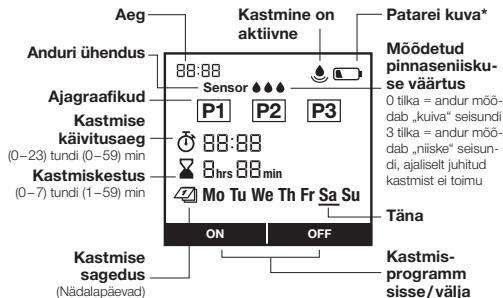 Aeg
Kastmine on
aktiivne
Patarei kuva*
Anduri ühendus
88:88
Sensor
Mõõdetud
pinnaseniisku-
se väärtus
0 tilka = andur mõõ-
dab „kuiva“ seisundi
3 tilka = andur mõõ-
dab „niiske“ seisun-
di, ajaliselt juhitud
kastmist ei toimu
Ajagraafikud
P1 P2 P3
Kastmise
käivitusaeg
(0–23) tundi (0–59) min
88:88
Kastmiskestus
(0–7) tundi (1–59) min
8hrs 88min
Mo Tu We Th Fr Sa Su
Täna
ON OFF
Kastmise
sagedus
(Nädalapäevad)
Kastmis-
programm
sisse/välja